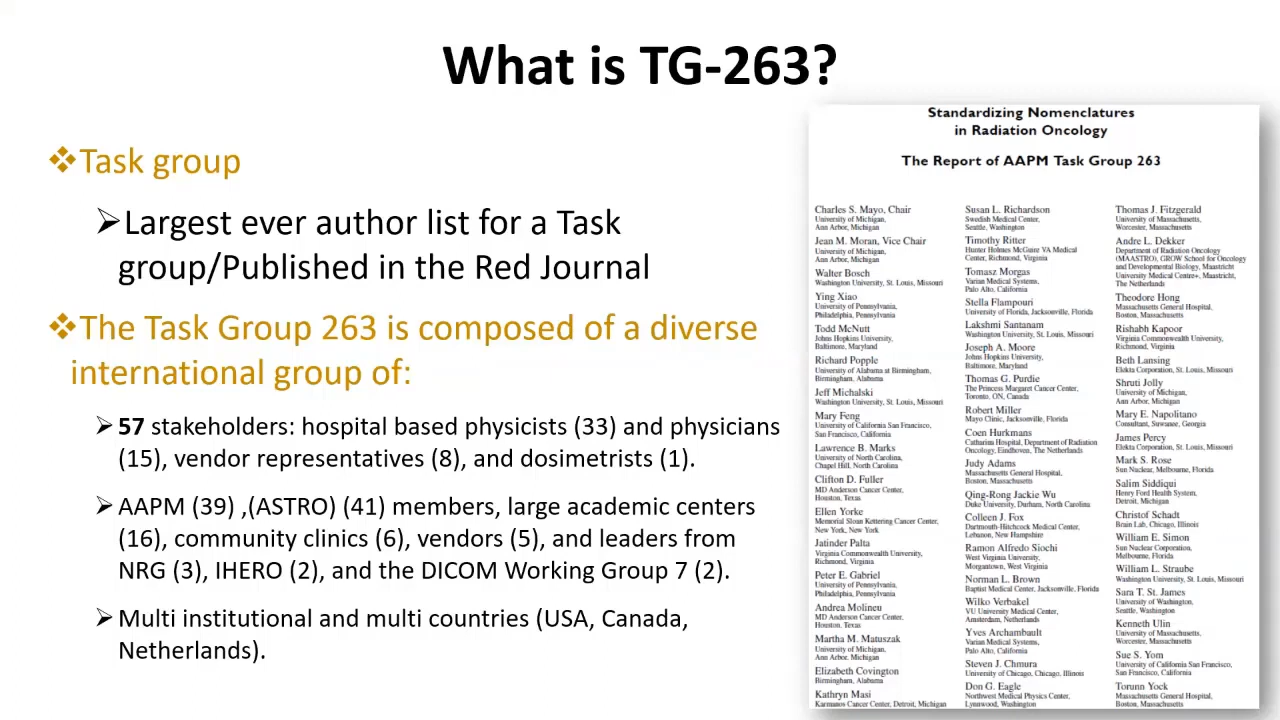 What is TG-263?
❖Task group
➢Largest ever author list for a Task
group/Published in the Red Journal
❖The Task Group 263 is composed of a diverse
international group of:
➢57 stakeholders: hospital based physicists (33) and physicians
(15), vendor representatives (8), and dosimetrists (1).
➢AAPM (39) ,(ASTRO) (41) members, large academic centers
(16), community clinics (6), vendors (5), and leaders from
NRG (3), IHERO (2), and the DICOM Working Group 7 (2).
➢Multi institutional and multi countries (USA, Canada,
Netherlands).
Standardizing Nomenclatures
in Radiation Oncology
The Report of AAPM Task Group 263
Charles S. Mayo, Chair
University of Michigan,
Ann Arbor, Michigan
Jean M. Moran, Vice Chair
University of Michigan,
Ann Arbor, Michigan
Walter Bosch
Washington University, St. Louis, Missouri
Ying Xiao
University of Pennsylvania,
Philadelphia, Pennsylvania
Todd McNutt
Johns Hopkins University,
Baltimore, Maryland
Richard Popple
University of Alabama at Birmingham,
Birmingham, Alabama
Jeff Michalski
Washington University, St. Louis, Missouri
Mary Feng
University of California San Francisco,
San Francisco, California
Lawrence B. Marks
University of North Carolina,
Chapel Hill, North Carolina
Clifton D. Fuller
MD Anderson Cancer Center,
Houston, Texas
Ellen Yorke
Memorial Sloan Kettering Cancer Center,
New York, New York
Jatinder Palta
Virginia Commonwealth University,
Richmond, Virginia
Peter E. Gabriel
University of Pennsylvania,
Philadelphia, Pennsylvania
Andrea Molineu
MD Anderson Cancer Center,
Houston, Texas
Martha M. Matuszak
University of Michigan,
Ann Arbor, Michigan
Elizabeth Covington
Birmingham, Alabama
Kathryn Masi
Karmanos Cancer Center, Detroit, Michigan
Susan L. Richardson
Swedish Medical Center,
Seattle, Washington
Timothy Ritter
Hunter Holmes McGuire VA Medical
Center, Richmond, Virginia
Tomasz Morgas
Varian Medical Systems,
Palo Alto, California
Stella Flampouri
University of Florida, Jacksonville, Florida
Lakshmi Santanam
Washington University, St. Louis, Missouri
Joseph A. Moore
Johns Hopkins University,
Baltimore, Maryland
Thomas G. Purdie
The Princess Margaret Cancer Center,
Toronto, ON, Canada
Robert Miller
Mayo Clinic, Jacksonville, Florida
Coen Hurkmans
Catharina Hospital, Department of Radiation
Oncology, Eindhoven, The Netherlands
Judy Adams
Massachusetts General Hospital,
Boston, Massachusetts
Qing-Rong Jackie Wu
Duke University, Durham, North Carolina
Colleen J. Fox
Dartmouth-Hitchcock Medical Center,
Lebanon, New Hampshire
Ramon Alfredo Siochi
West Virginia University,
Morgantown, West Virginia
Norman L. Brown
Baptist Medical Center, Jacksonville, Florida
Wilko Verbakel
VU University Medical Center,
Amsterdam, Netherlands
Yves Archambault
Varian Medical Systems,
Palo Alto, California
Steven J. Chmura
University of Chicago, Chicago, Illinois
Don G. Eagle
Northwest Medical Physics Center,
Lynnwood, Washington
Thomas J. Fitzgerald
University of Massachusetts,
Worcester, Massachusetts
Andre L. Dekker
Department of Radiation Oncology
(MAASTRO), GROW School for Oncology
and Developmental Biology, Maastricht
University Medical Centre+, Maastricht,
The Netherlands
Theodore Hong
Massachusetts General Hospital,
Boston, Massachusetts
Rishabh Kapoor
Virginia Commonwealth University,
Richmond, Virginia
Beth Lansing
Elekta Corporation, St. Louis, Missouri
Shruti Jolly
University of Michigan,
Ann Arbor, Michigan
Mary E. Napolitano
Consultant, Suwanee, Georgia
James Percy
Elekta Corporation, St. Louis, Missouri
Mark S. Rose
Sun Nuclear, Melbourne, Florida
Salim Siddiqui
Henry Ford Health System,
Detroit, Michigan
Christof Schadt
Brain Lab, Chicago, Illinois
William E. Simon
Sun Nuclear Corporation,
Melbourne, Florida
William L. Straube
Washington University, St. Louis, Missouri
Sara T. St. James
University of Washington,
Seattle, Washington
Kenneth Ulin
University of Massachusetts,
Worcester, Massachusetts
Sue S. Yom
University of California San Francisco,
San Francisco, California
Torunn Yock
Massachusetts General Hospital,
Boston, Massachusetts